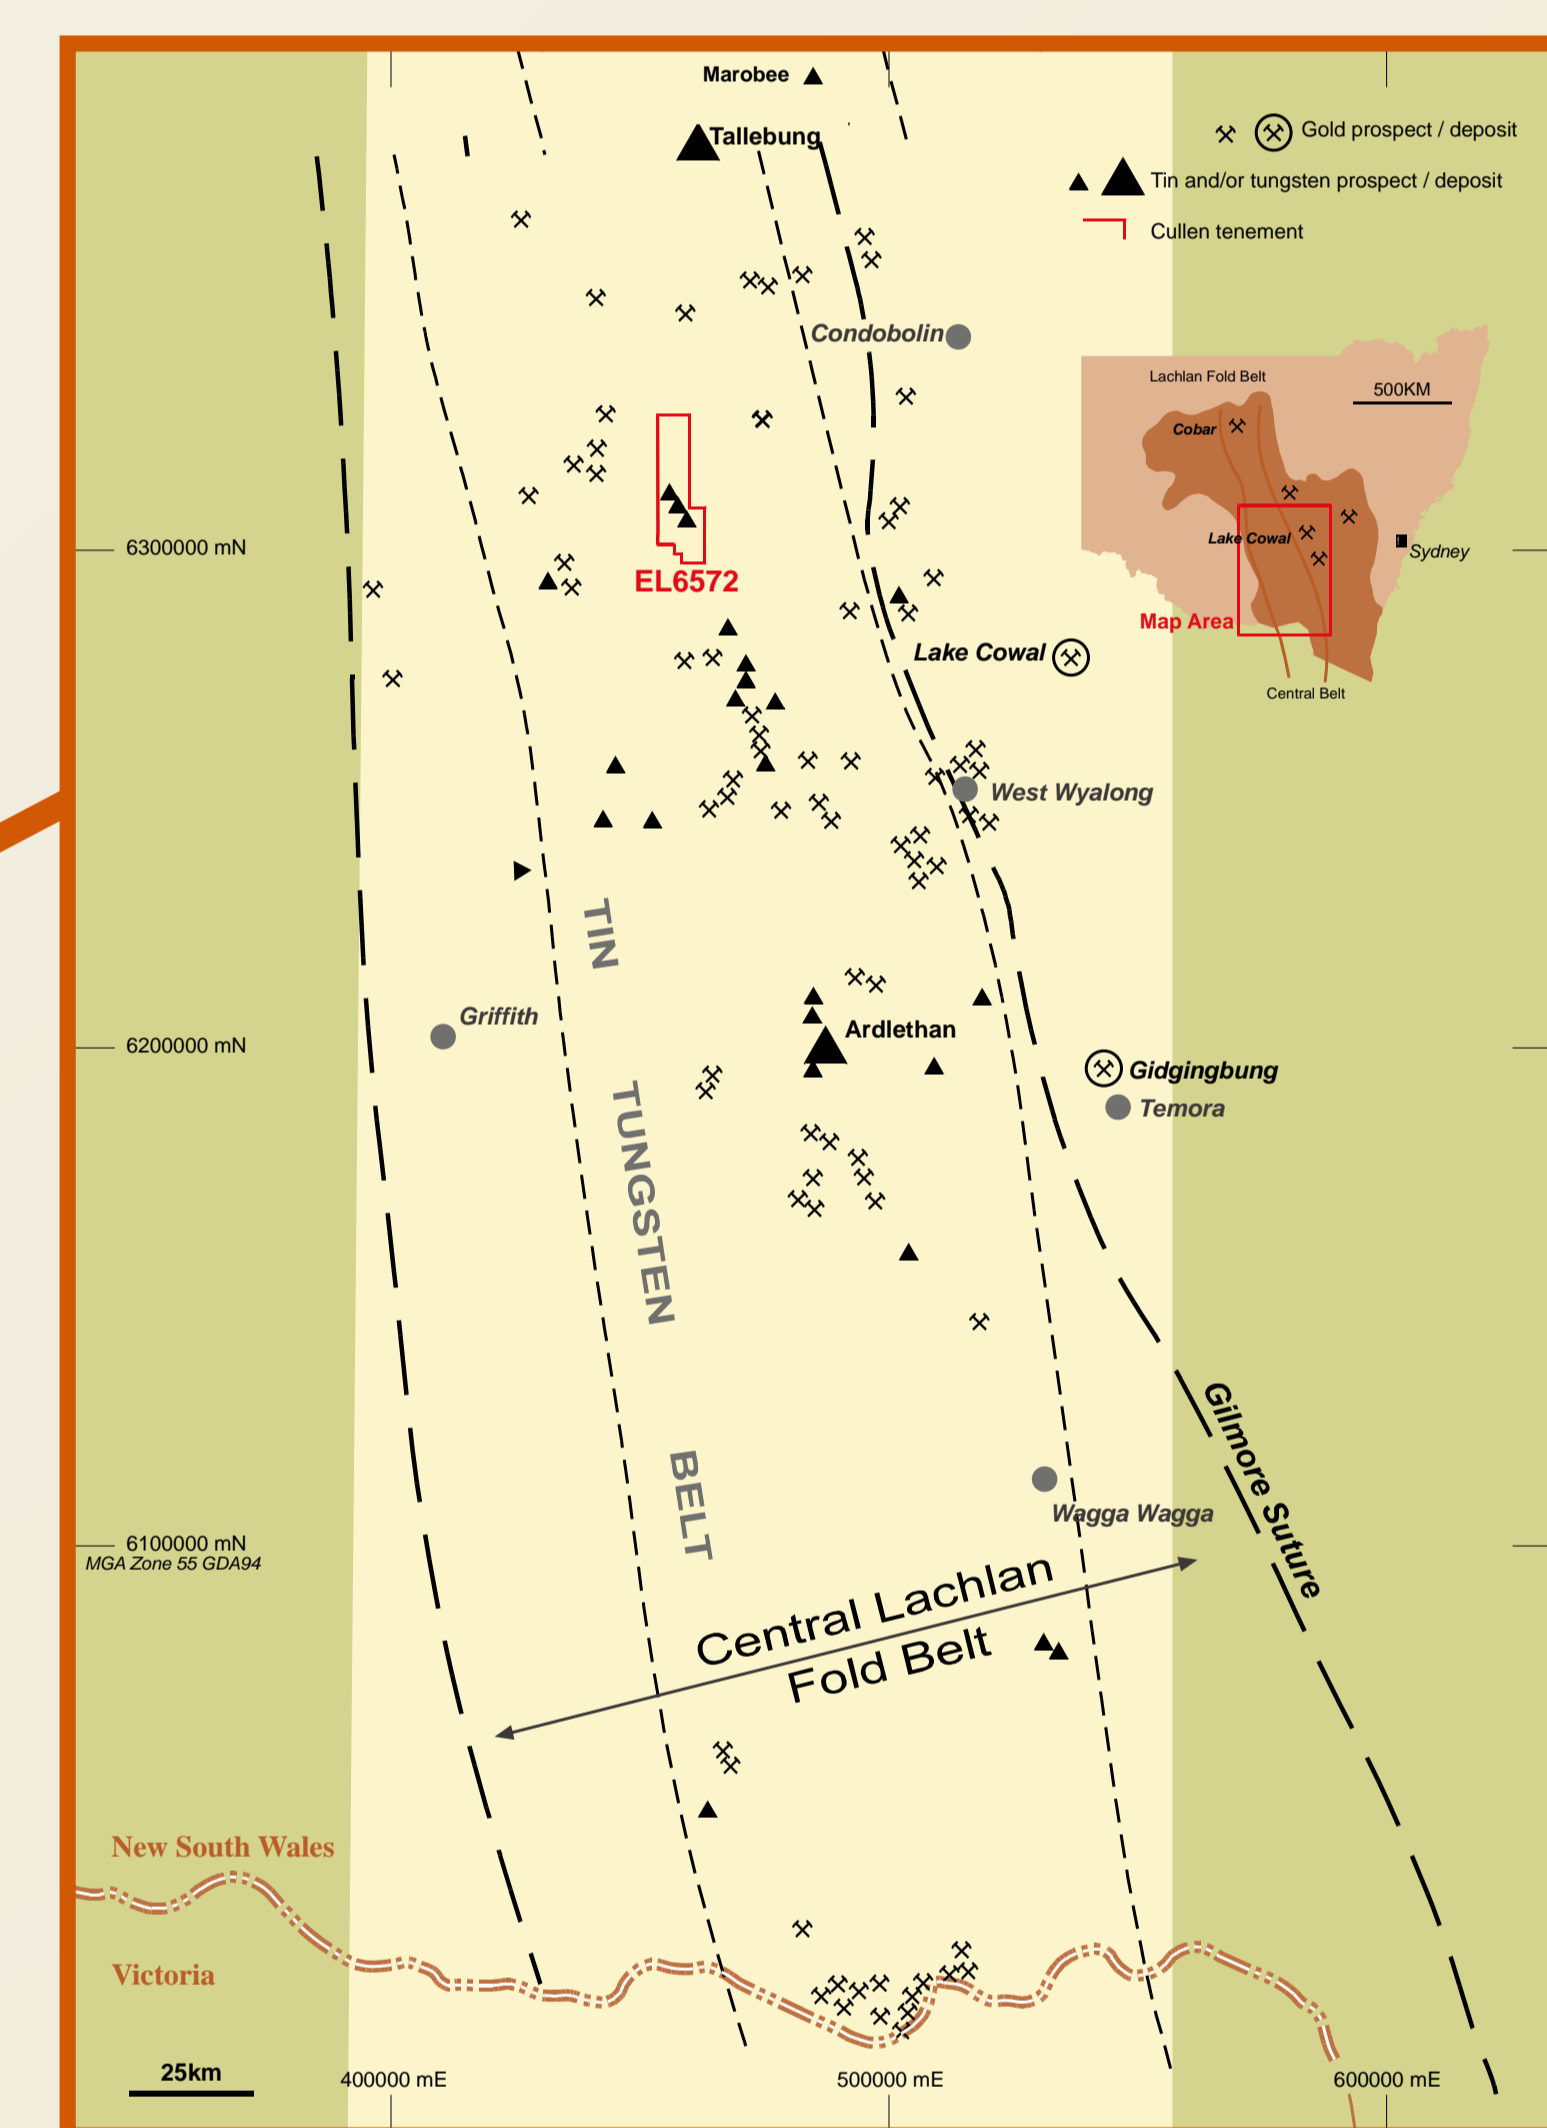 Marobee
Tallebung
Gold prospect / deposit
Tin and/or tungsten prospect / deposit
Cullen tenement
Condobolin
Lachlan Fold Belt
500KM
Cobar
Lake Cowal
Sydney
Map Area
Central Belt
6300000 mN
EL6572
Lake Cowal
West Wyalong
TIN
TUNGSTEN
BELT
Griffith
Ardlethan
6200000 mN
Gidgingbung
Temora
Gilmore Suture
Wagga Wagga
6100000 mN
MGA Zone 55 GDA94
Central Lachlan
Fold Belt
New South Wales
Victoria
25km
400000 mE
500000 mE
600000 mE